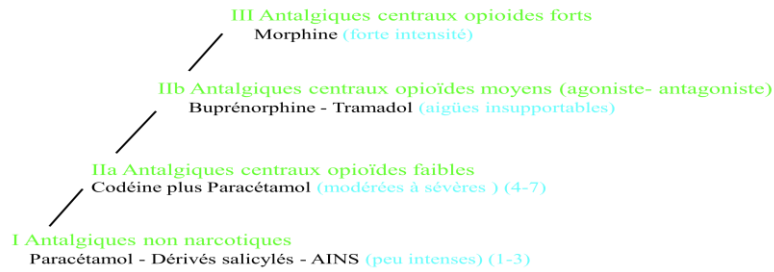 III Antalgiques centraux opioides forts
Morphine (forte intensité)
IIb Antalgiques centraux opioïdes moyens (agoniste- antagoniste)
Buprénorphine - Tramadol (aigües insupportables)
IIa Antalgiques centraux opioïdes faibles
Codéine plus Paracétamol (modérées à sévères ) (4-7)
I Antalgiques non narcotiques
Paracétamol - Dérivés salicylés - AINS (peu intenses) (1-3)